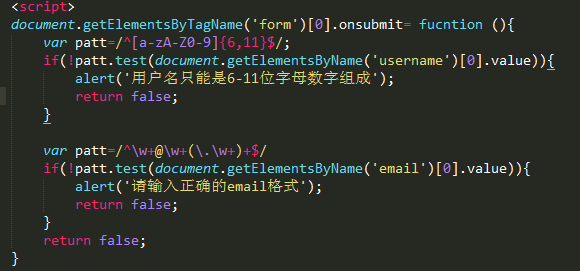 <script>
document.getElementsByTagName('form')[0].onsubmit= fucntion (){
var patt=/^[a-zA-Z0-9]{6,11}$/;
if(!patt.test(document.getElementsByName('username')[0].value)){
alert('用户名只能是6-11位字母数字组成');
return false;
}
var patt=/^\w+@\w+(\.\w+)+$/
if(!patt.test(document.getElementsByName('email')[0].value)){
alert('请输入正确的email格式');
return false;
}
return false;
}